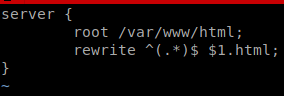 server {
        root /var/www/html;
        rewrite ^(.*)$ $1.html;
}
~